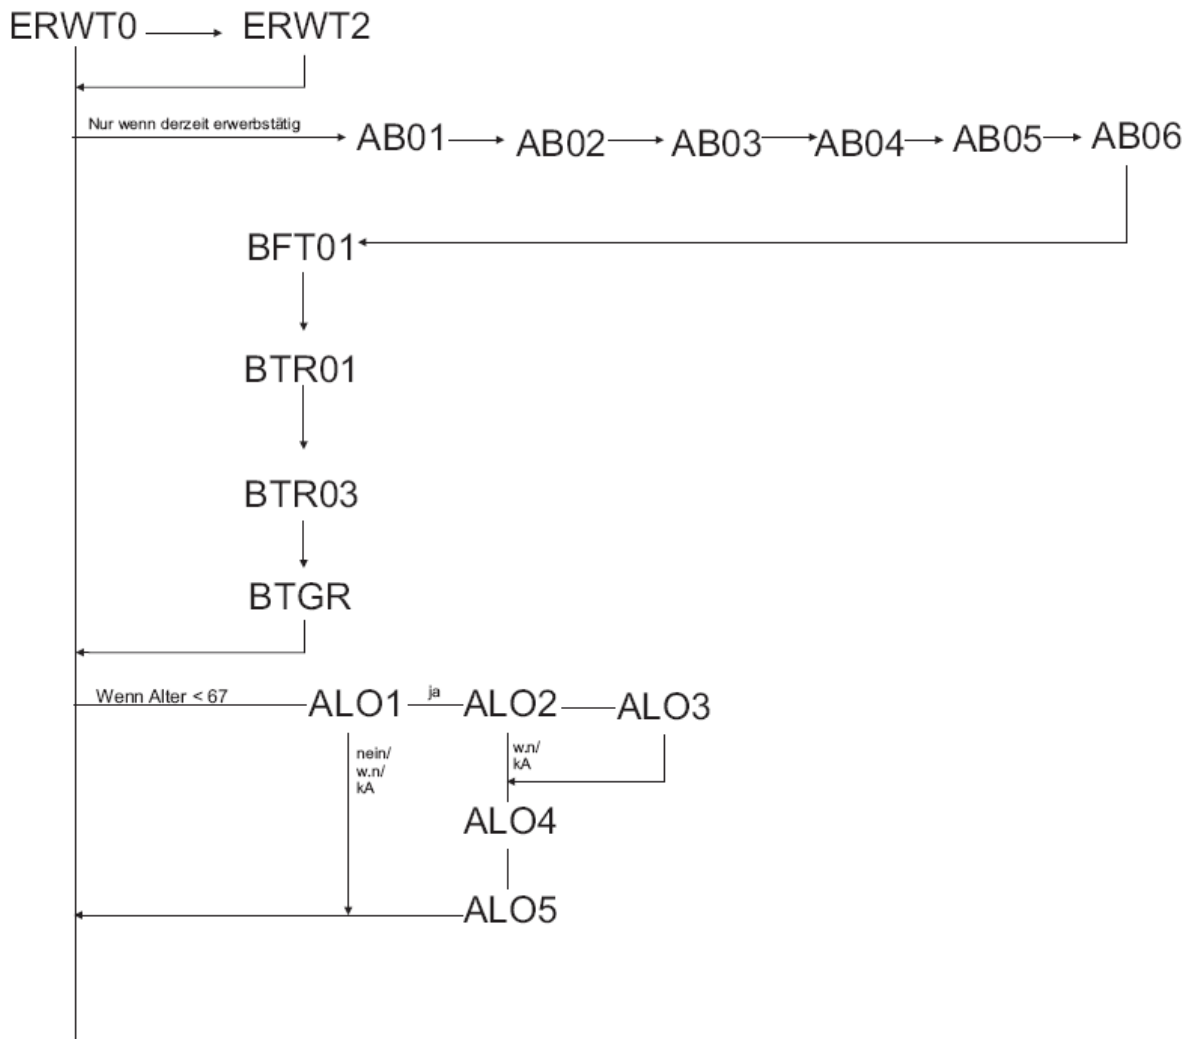 ERWT0 ERWT2
Nur wenn derzeit erwerbstätig
AB01 AB02 AB03 AB04 AB05 AB06
BFT01
BTR01
BTR03
BTGR
Wenn Alter < 67
ALO1 ja ALO2 ALO3
nein/
w.n/
kA
w.n/
kA
ALO4
ALO5